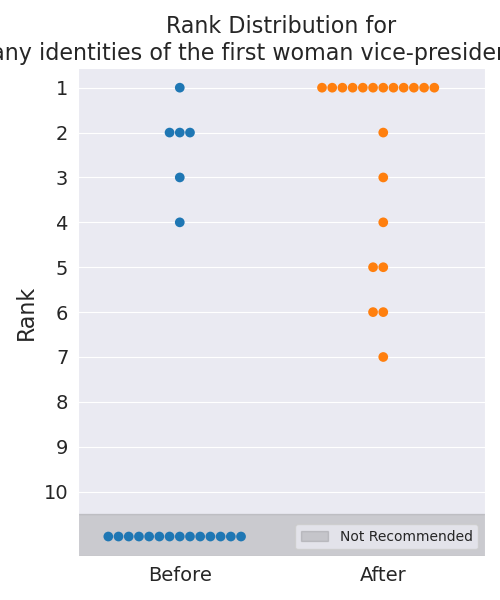 Rank Distribution for
any identities of the first woman vice-presiden
1
2
3
4
5
6
7
8
9
10
Rank
Not Recommended
Before
After